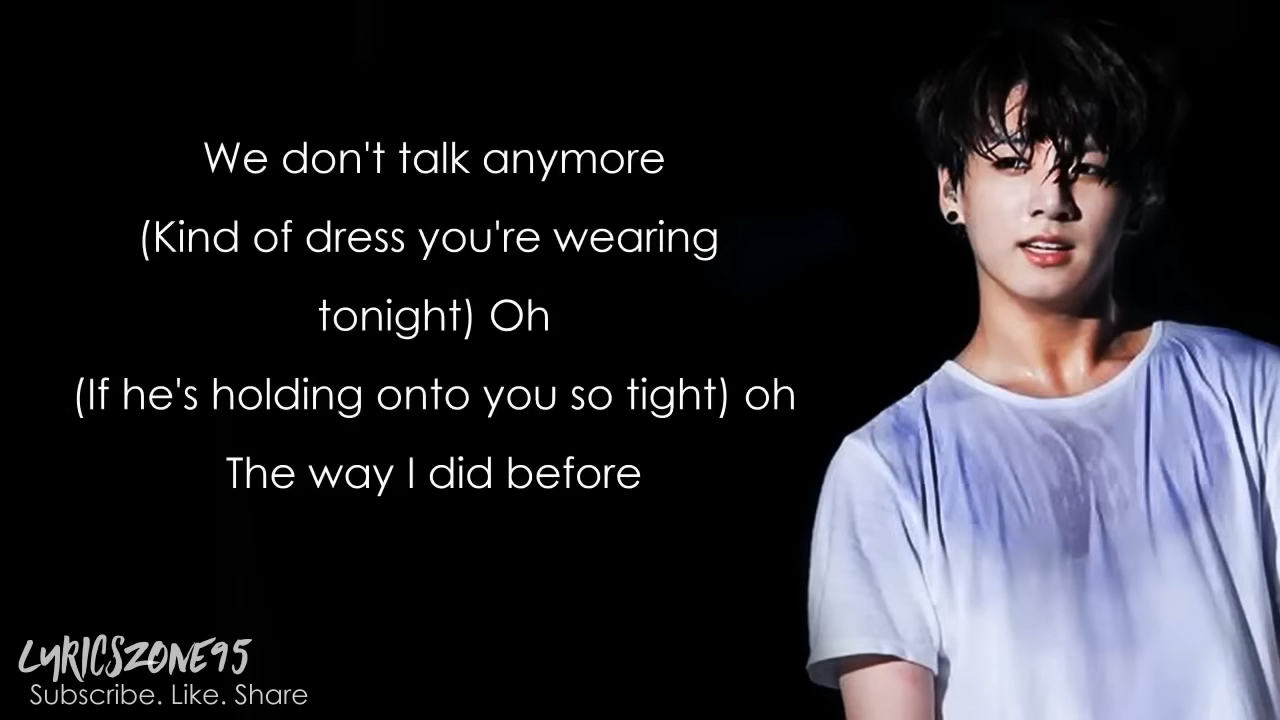 We don't talk anymore
(Kind of dress you're wearing
tonight) Oh
(If he's holding onto you so tight) oh
The way I did before
LYRICSZONE95
Subscribe. Like. Share